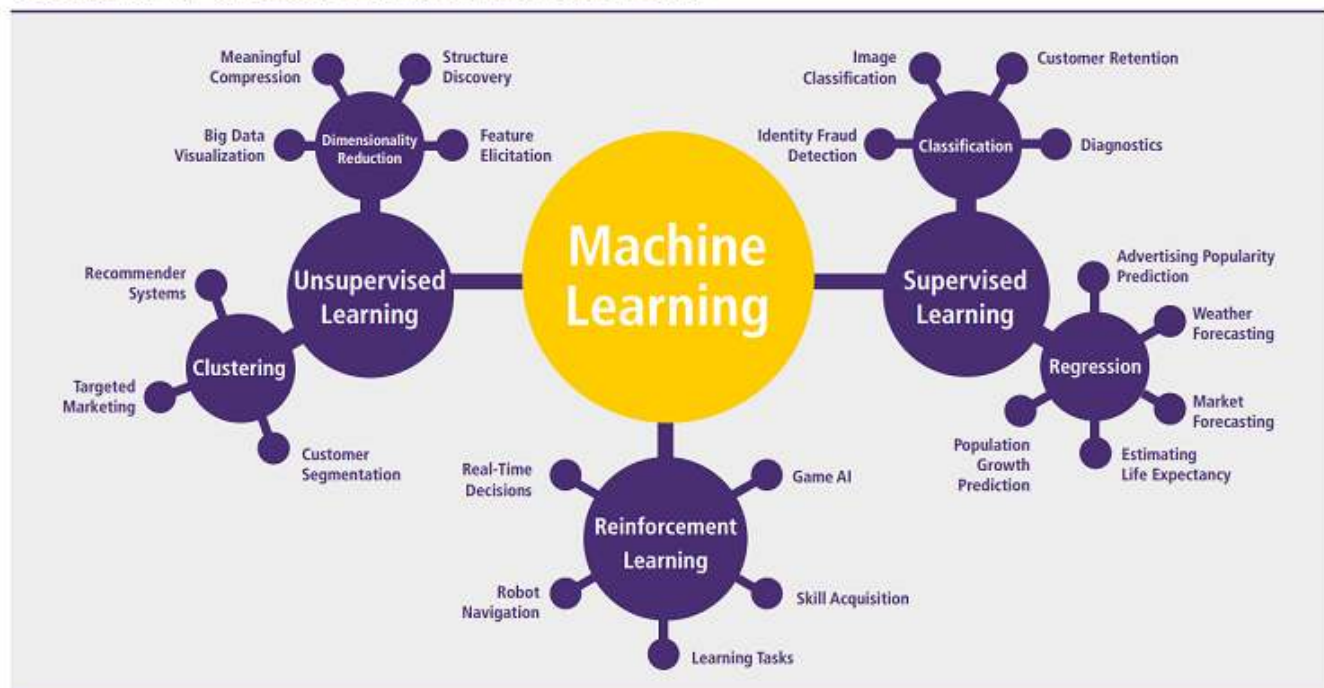 Meaningful
Compression
Structure
Discovery
Big Data
Visualization
Dimensionality
Reduction
Feature
Elicitation
Unsupervised
Learning
Recommender
Systems
Clustering
Targeted
Marketing
Customer
Segmentation
Machine
Learning
Image
Classification
Customer Retention
Identity Fraud
Detection
Classification
Diagnostics
Supervised
Learning
Advertising Popularity
Prediction
Weather
Forecasting
Regression
Market
Forecasting
Population
Growth
Prediction
Estimating
Life Expectancy
Real-Time
Decisions
Game AI
Reinforcement
Learning
Robot
Navigation
Skill Acquisition
Learning Tasks